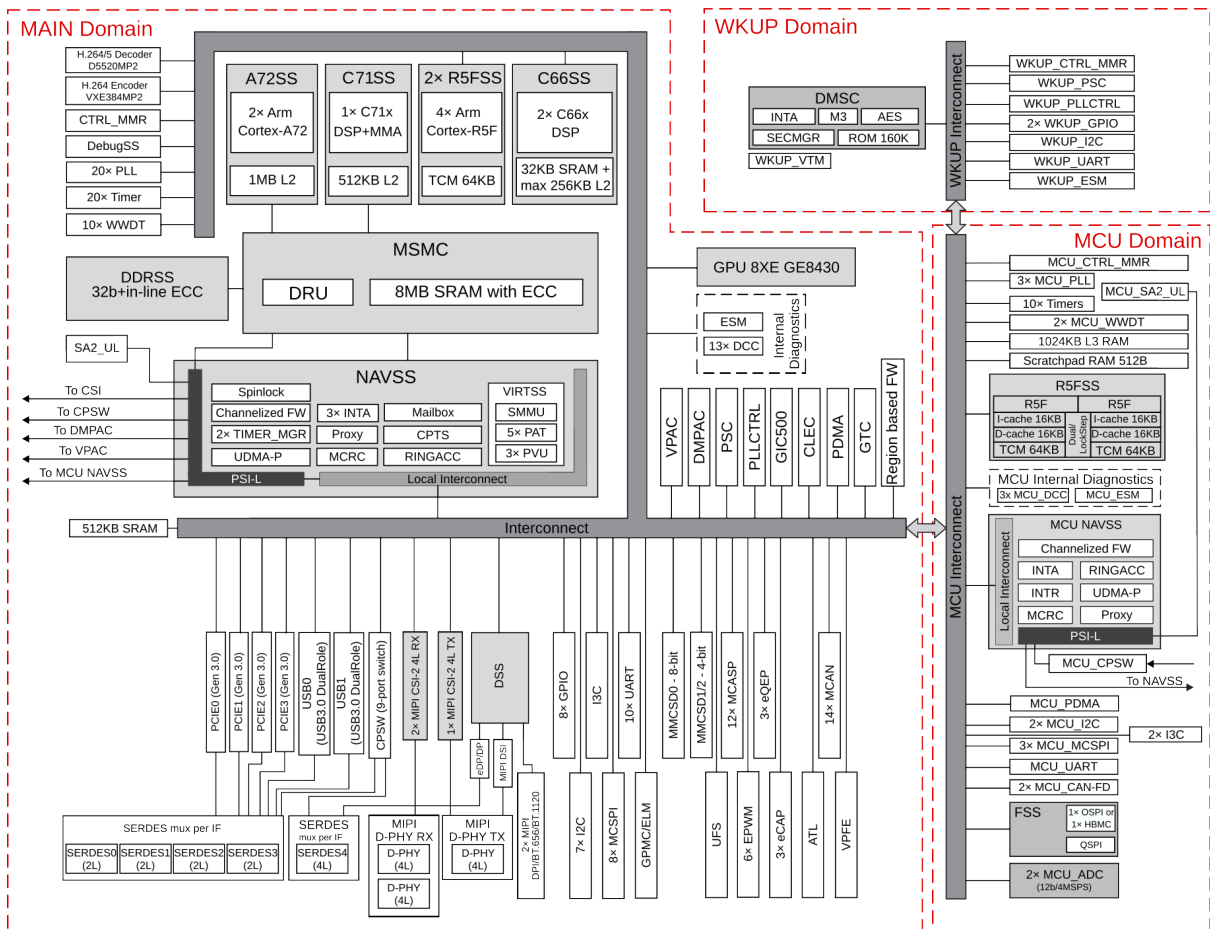 MAIN Domain
H.264/5 Decoder
D5520MP2
H.264 Encoder
VXE384MP2
CTRL_MMR
DebugSS
20× PLL
20× Timer
10× WWDT
A72SS
2× Arm
Cortex-A72
1MB L2
C71SS
1× C71x
DSP+MMA
512KB L2
2× R5FSS
4× Arm
Cortex-R5F
TCM 64KB
C66SS
2× C66x
DSP
32KB SRAM +
max 256KB L2
MSMC
DRU
8MB SRAM with ECC
DDRSS
32b+in-line ECC
SA2_UL
To CSI
To CPSW
To DMPAC
To VPAC
To MCU NAVSS
NAVSS
Spinlock
Channelized FW
2× TIMER_MGR
UDMA-P
3× INTA
Proxy
MCRC
Mailbox
CPTS
RINGACC
VIRTSS
SMMU
5× PAT
3× PVU
PSI-L
Local Interconnect
GPU 8XE GE8430
ESM
13× DCC
Internal
Diagnostics
VPAC
DMPAC
PSC
PLLCTRL
GIC500
CLEC
PDMA
GTC
Region based FW
512KB SRAM
Interconnect
PCIE0 (Gen 3.0)
PCIE1 (Gen 3.0)
PCIE2 (Gen 3.0)
PCIE3 (Gen 3.0)
USB0
(USB3.0 DualRole)
USB1
(USB3.0 DualRole)
CPSW (9-port switch)
2× MIPI CSI-2 4L RX
1× MIPI CSI-2 4L TX
DSS
eDP/DP
MIPI DSI
2× MIPI
DPI/BT.656/BT.1120
8× GPIO
I3C
10× UART
MMCSD0 - 8-bit
MMCSD1/2 - 4-bit
12× MCASP
3× eQEP
14× MCAN
7× I2C
8× MCSPI
GPMC/ELM
UFS
6× EPWM
3× eCAP
ATL
VPFE
SERDES mux per IF
SERDES0
(2L)
SERDES1
(2L)
SERDES2
(2L)
SERDES3
(2L)
SERDES
mux per IF
SERDES4
(4L)
MIPI
D-PHY RX
D-PHY
(4L)
D-PHY
(4L)
MIPI
D-PHY TX
D-PHY
(4L)
WKUP Domain
DMSC
INTA
M3
AES
SECMGR
ROM 160K
WKUP_VTM
WKUP Interconnect
WKUP_CTRL_MMR
WKUP_PSC
WKUP_PLLCTRL
2× WKUP_GPIO
WKUP_I2C
WKUP_UART
WKUP_ESM
MCU Domain
MCU Interconnect
MCU_CTRL_MMR
3× MCU_PLL
MCU_SA2_UL
10× Timers
2× MCU_WWDT
1024KB L3 RAM
Scratchpad RAM 512B
R5FSS
R5F
I-cache 16KB
D-cache 16KB
TCM 64KB
Dual/
LockStep
R5F
I-cache 16KB
D-cache 16KB
TCM 64KB
MCU Internal Diagnostics
3x MCU_DCC
MCU_ESM
MCU NAVSS
Local Interconnect
Channelized FW
INTA
RINGACC
INTR
UDMA-P
MCRC
Proxy
PSI-L
MCU_CPSW
To NAVSS
MCU_PDMA
2× MCU_I2C
2× I3C
3× MCU_MCSPI
MCU_UART
2× MCU_CAN-FD
FSS
1× OSPI or
1× HBMC
QSPI
2× MCU_ADC
(12b/4MSPS)